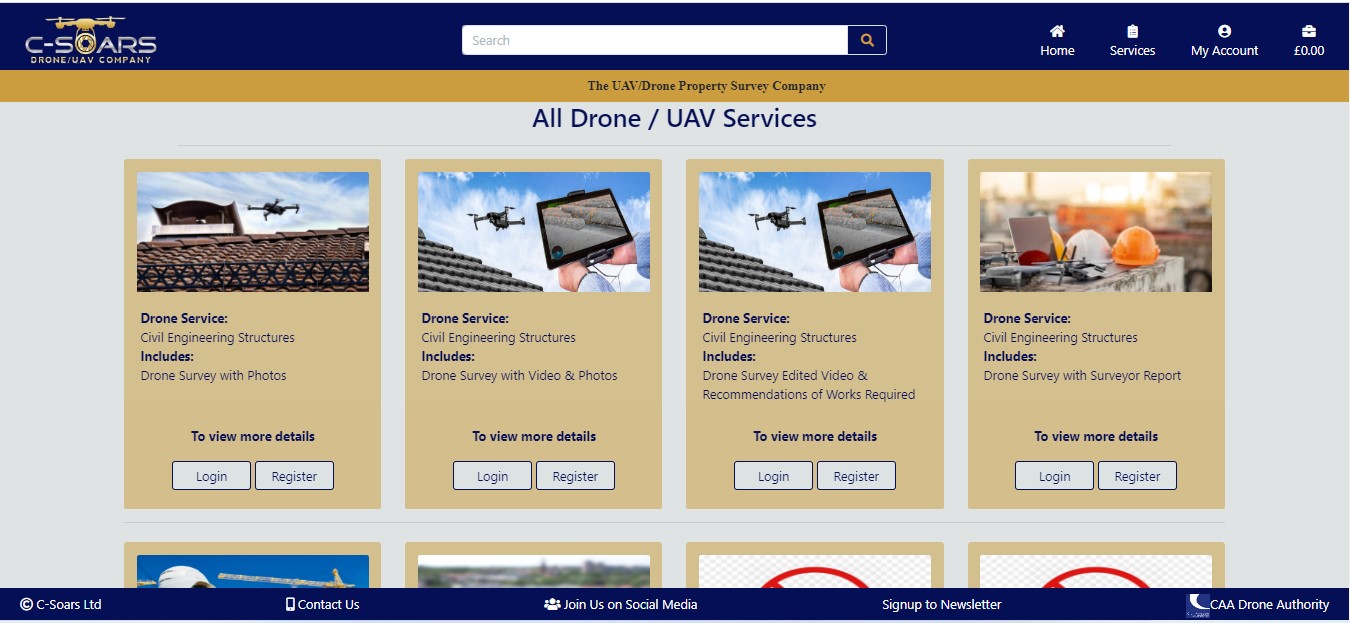 C-SOARS
DRONE/UAV COMPANY
Search
Home
Services
My Account
£0.00
The UAV/Drone Property Survey Company
All Drone / UAV Services
Drone Service:
Civil Engineering Structures
Includes:
Drone Survey with Photos
To view more details
Login
Register
Drone Service:
Civil Engineering Structures
Includes:
Drone Survey with Video & Photos
To view more details
Login
Register
Drone Service:
Civil Engineering Structures
Includes:
Drone Survey Edited Video &
Recommendations of Works Required
To view more details
Login
Register
Drone Service:
Civil Engineering Structures
Includes:
Drone Survey with Surveyor Report
To view more details
Login
Register
© C-Soars Ltd
Contact Us
Join Us on Social Media
Signup to Newsletter
CAA Drone Authority